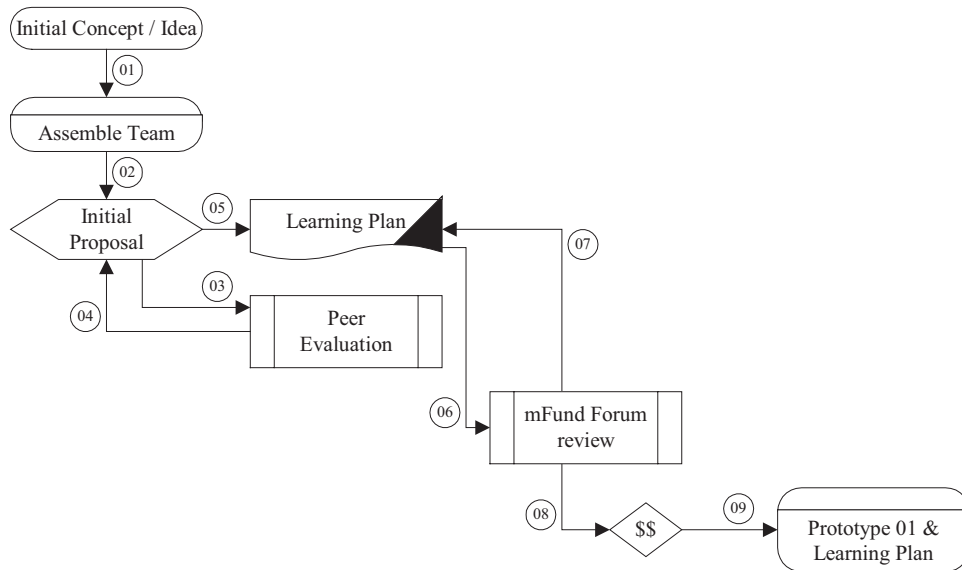 Initial Concept / Idea
01
Assemble Team
02
Initial
Proposal
05
Learning Plan
07
03
04
Peer
Evaluation
06
mFund Forum
review
08
$$
09
Prototype 01 &
Learning Plan